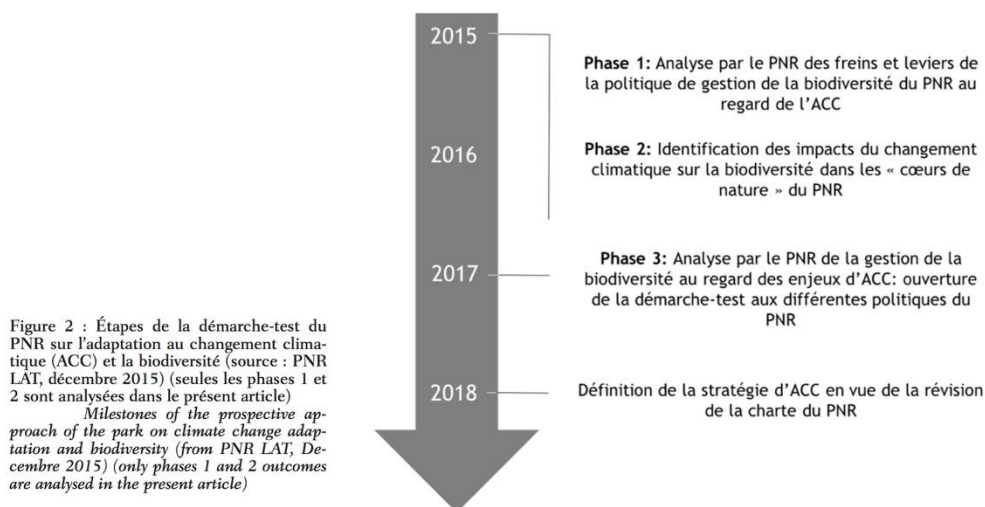 2015
Phase 1: Analyse par le PNR des freins et leviers de
la politique de gestion de la biodiversité du PNR au
regard de l'ACC
2016
Phase 2: Identification des impacts du changement
climatique sur la biodiversité dans les « cœurs de
nature » du PNR
2017
Phase 3: Analyse par le PNR de la gestion de la
biodiversité au regard des enjeux d'ACC: ouverture
de la démarche-test aux différentes politiques du
PNR
2018
Définition de la stratégie d'ACC en vue de la révision
de la charte du PNR
Figure 2 : Étapes de la démarche-test du
PNR sur l'adaptation au changement clima-
tique (ACC) et la biodiversité (source : PNR
LAT, décembre 2015) (seules les phases 1 et
2 sont analysées dans le présent article)
Milestones of the prospective ap-
proach of the park on climate change adap-
tation and biodiversity (from PNR LAT, De-
cembre 2015) (only phases 1 and 2 outcomes
are analysed in the present article)